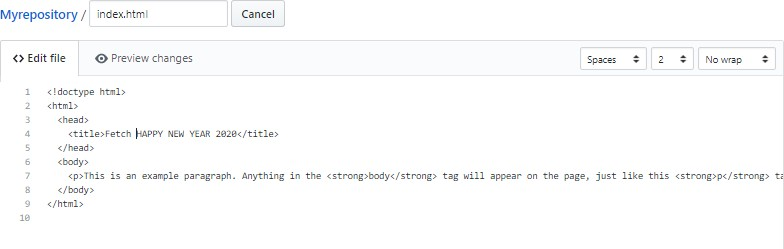 Myrepository / index.html Cancel
<> Edit file Preview changes Spaces 2 No wrap
1 <!doctype html>
2 <html>
3 <head>
4 <title>Fetch HAPPY NEW YEAR 2020</title>
5 </head>
6 <body>
7 <p>This is an example paragraph. Anything in the <strong>body</strong> tag will appear on the page, just like this <strong>p</strong> ta
8 </body>
9 </html>
10